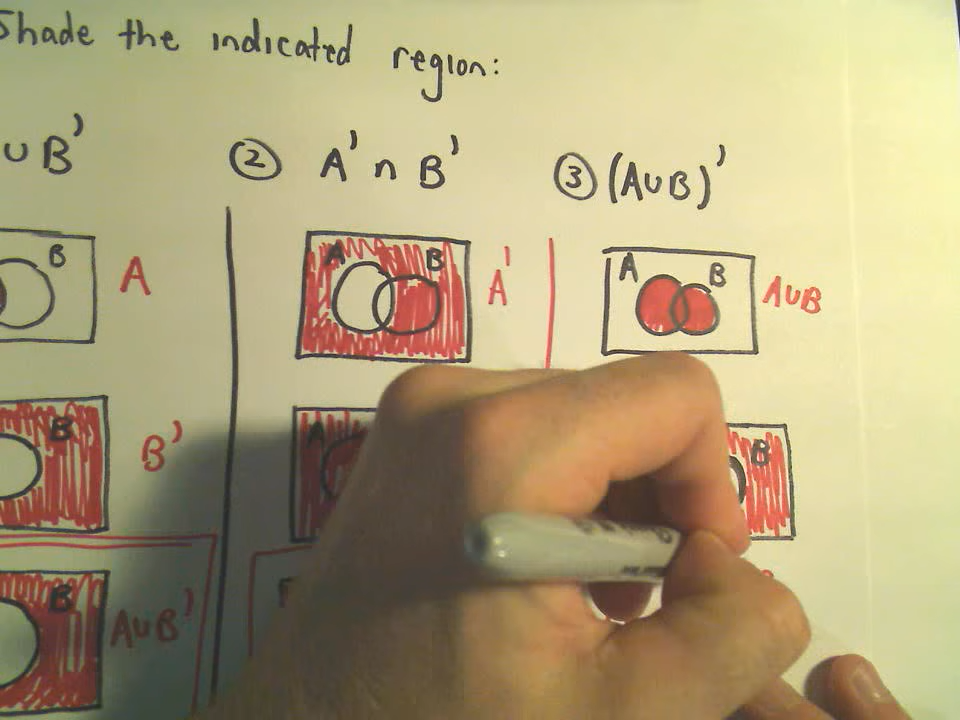 Shade the indicated region:
∪ B'
② A' ∩ B'
③ (A∪B)'
B
A
A B
A'
A B
A∪B
B
B'
A
B
B
A∪B'